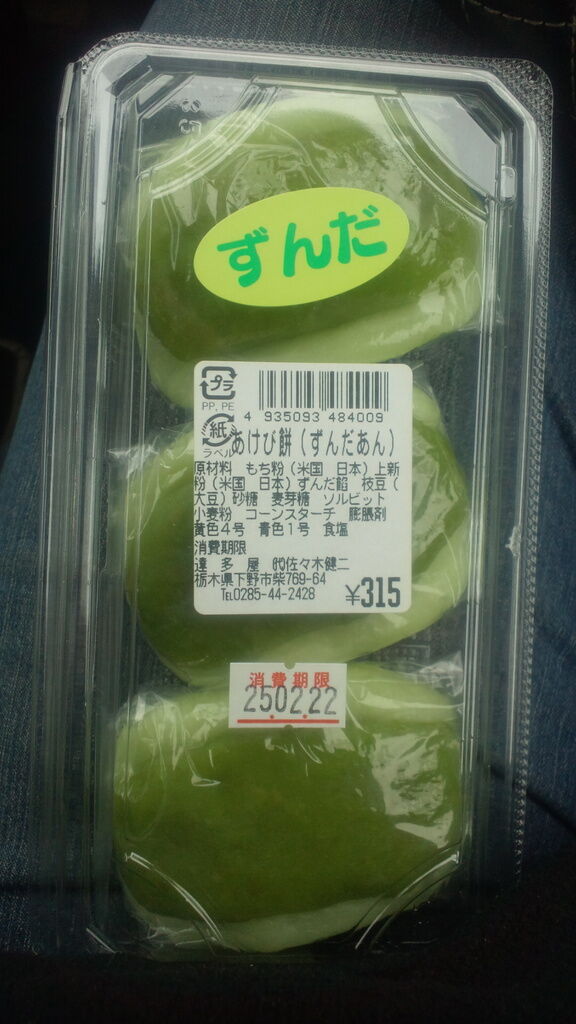 35
ずんだ
プラ
PP, PE
4 935093 484009
紙
ラベル
あけび餅(ずんだあん)
原材料 もち粉(米国 日本)上新
粉(米国 日本)ずんだ餡 枝豆(
大豆)砂糖 麦芽糖 ソルビット
小麦粉 コーンスターチ 膨脹剤
黄色4号 青色1号 食塩
消費期限
達多屋 ㈹佐々木健二
栃木県下野市柴769-64
℡0285-44-2428
¥315
消費期限
25.02.22